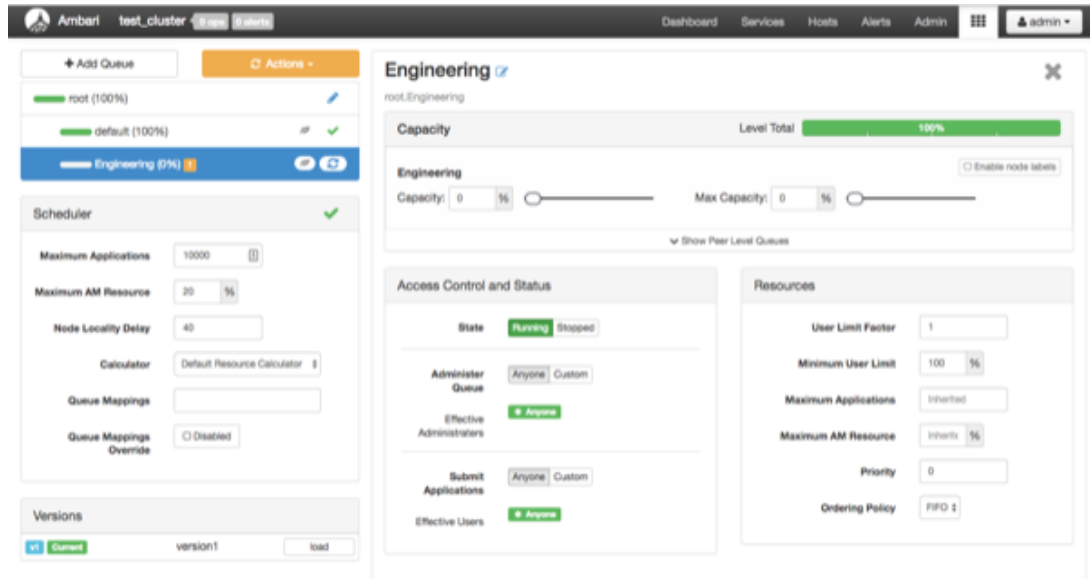 Ambari test_cluster 0 ops 0 alerts Dashboard Services Hosts Alerts Admin admin
+ Add Queue Actions
root (100%)
default (100%)
Engineering (0%)
Scheduler
Maximum Applications 10000
Maximum AM Resource 20 %
Node Locality Delay 40
Calculator Default Resource Calculator
Queue Mappings
Queue Mappings Override Disabled
Versions
v1 Current version1 load
Engineering
root.Engineering
Capacity Level Total 100%
Engineering Enable node labels
Capacity: 0 % Max Capacity: 0 %
Show Peer Level Queues
Access Control and Status
State Running Stopped
Administer Queue Anyone Custom
Effective Administraters Anyone
Submit Applications Anyone Custom
Effective Users Anyone
Resources
User Limit Factor 1
Minimum User Limit 100 %
Maximum Applications Inherited
Maximum AM Resource Inherite %
Priority 0
Ordering Policy FIFO